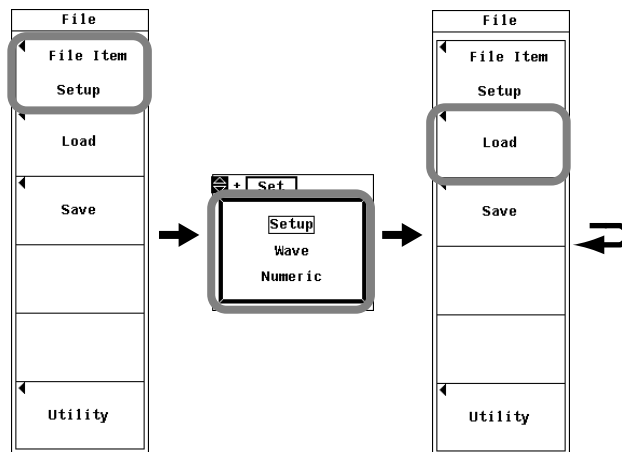 File
File Item
Setup
Load
Save
Utility
+ Set
Setup
Wave
Numeric
File
File Item
Setup
Load
Save
Utility